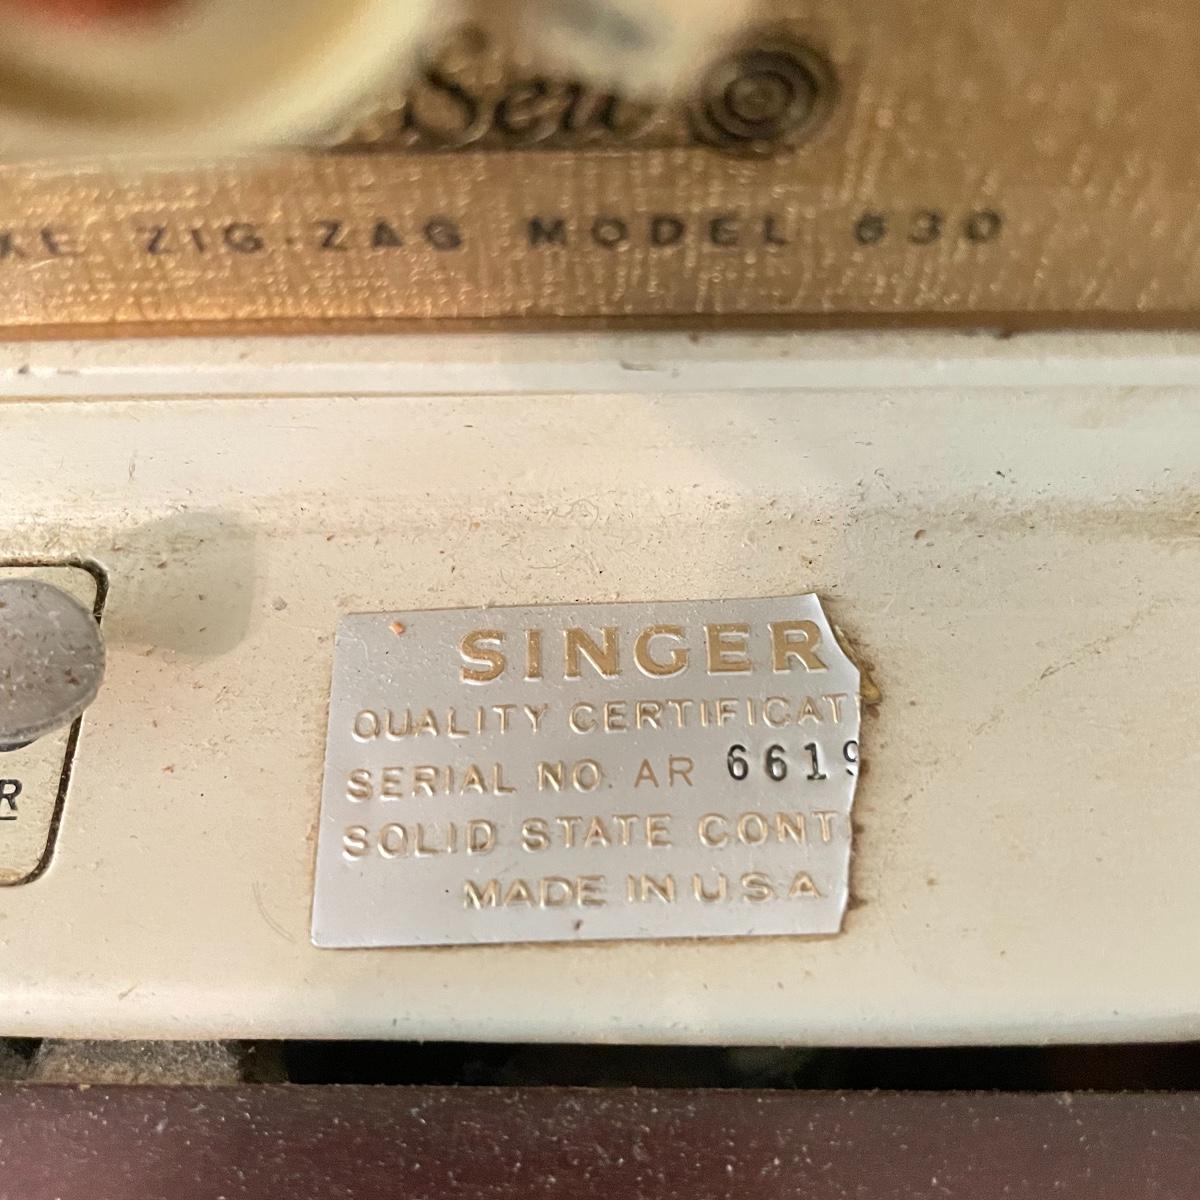 Sew
ZIG-ZAG MODEL 630
R
SINGER
QUALITY CERTIFICAT
SERIAL NO. AR 6619
SOLID STATE CONT
MADE IN U.S.A